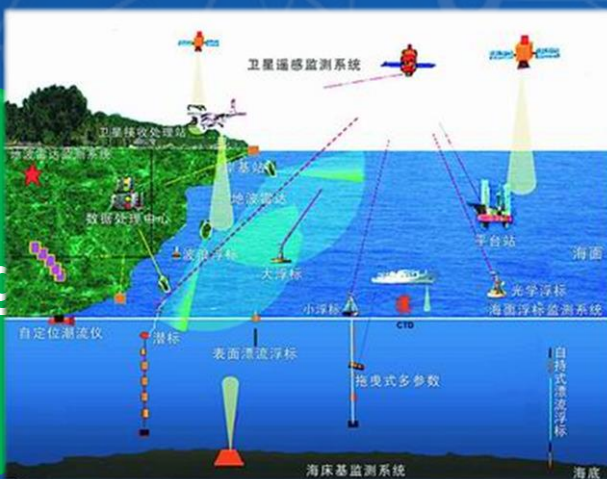 卫星遥感监测系统
卫星接收处理站
地波雷达监测系统
岸基站
地波雷达
数据处理中心
波浪浮标
大浮标
平台站
海面
光学浮标
小浮标
海面浮标监测系统
CTD
自定位潮流仪
潜标
表面漂流浮标
拖曳式多参数
自持式漂流浮标
海床基监测系统
海底